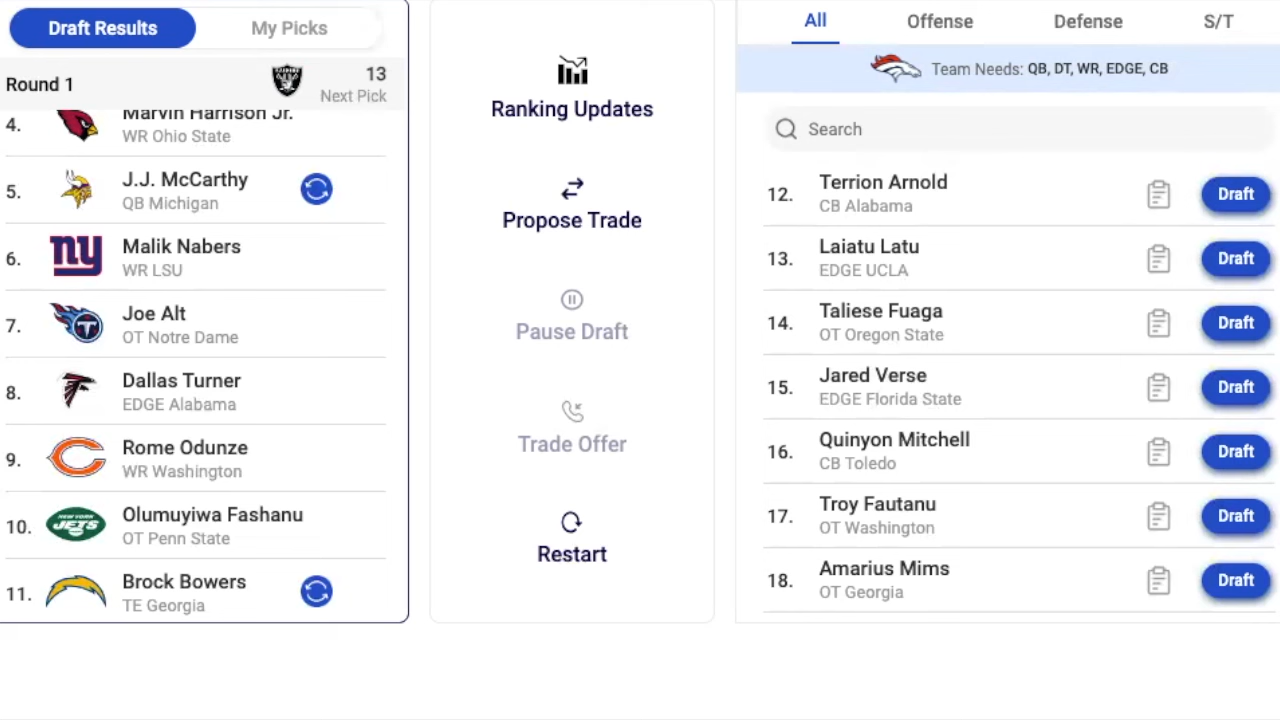 Draft Results
My Picks
Round 1
13
Next Pick
4.
Marvin Harrison Jr.
WR Ohio State
5.
J.J. McCarthy
QB Michigan
6.
ny
Malik Nabers
WR LSU
7.
T
Joe Alt
OT Notre Dame
8.
Dallas Turner
EDGE Alabama
9.
Rome Odunze
WR Washington
10.
NEW YORK
JETS
Olumuyiwa Fashanu
OT Penn State
11.
Brock Bowers
TE Georgia
Ranking Updates
Propose Trade
Pause Draft
Trade Offer
Restart
All
Offense
Defense
S/T
Team Needs: QB, DT, WR, EDGE, CB
Search
12.
Terrion Arnold
CB Alabama
Draft
13.
Laiatu Latu
EDGE UCLA
Draft
14.
Taliese Fuaga
OT Oregon State
Draft
15.
Jared Verse
EDGE Florida State
Draft
16.
Quinyon Mitchell
CB Toledo
Draft
17.
Troy Fautanu
OT Washington
Draft
18.
Amarius Mims
OT Georgia
Draft